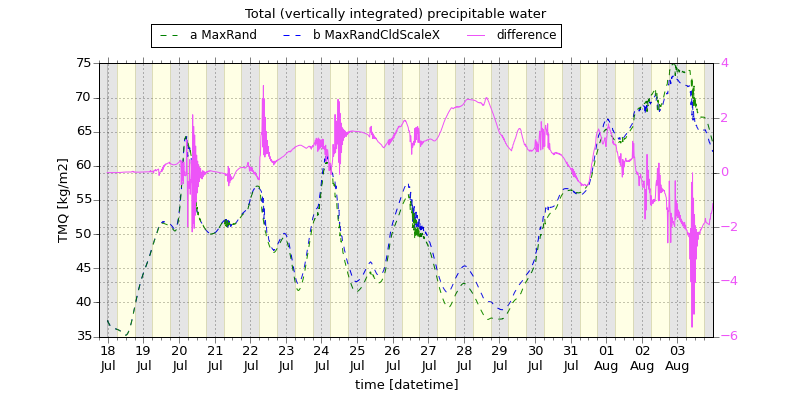 Total (vertically integrated) precipitable water
a MaxRand b MaxRandCldScaleX difference
75
70
65
60
55
50
45
40
35
TMQ [kg/m2]
4
2
0
−2
−4
−6
18 19 20 21 22 23 24 25 26 27 28 29 30 31 01 02 03
Jul Jul Jul Jul Jul Jul Jul Jul Jul Jul Jul Jul Jul Jul Aug Aug Aug
time [datetime]